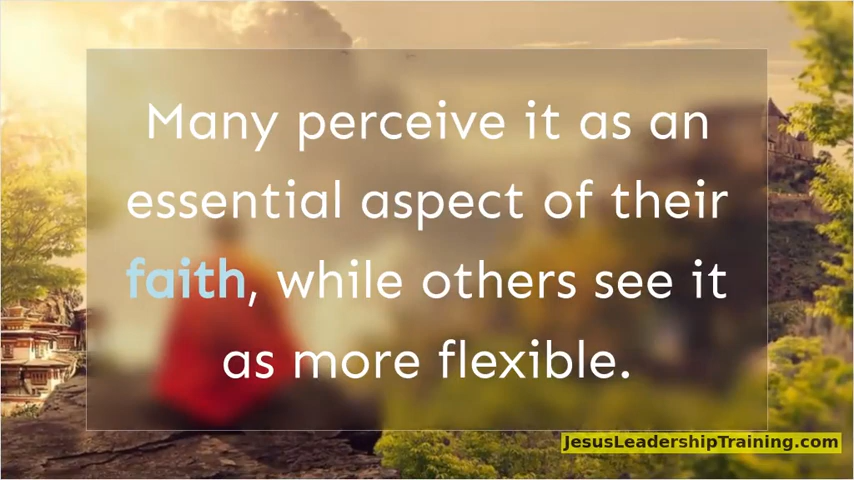 Many perceive it as an
essential aspect of their
faith, while others see it
as more flexible.
JesusLeadershipTraining.com